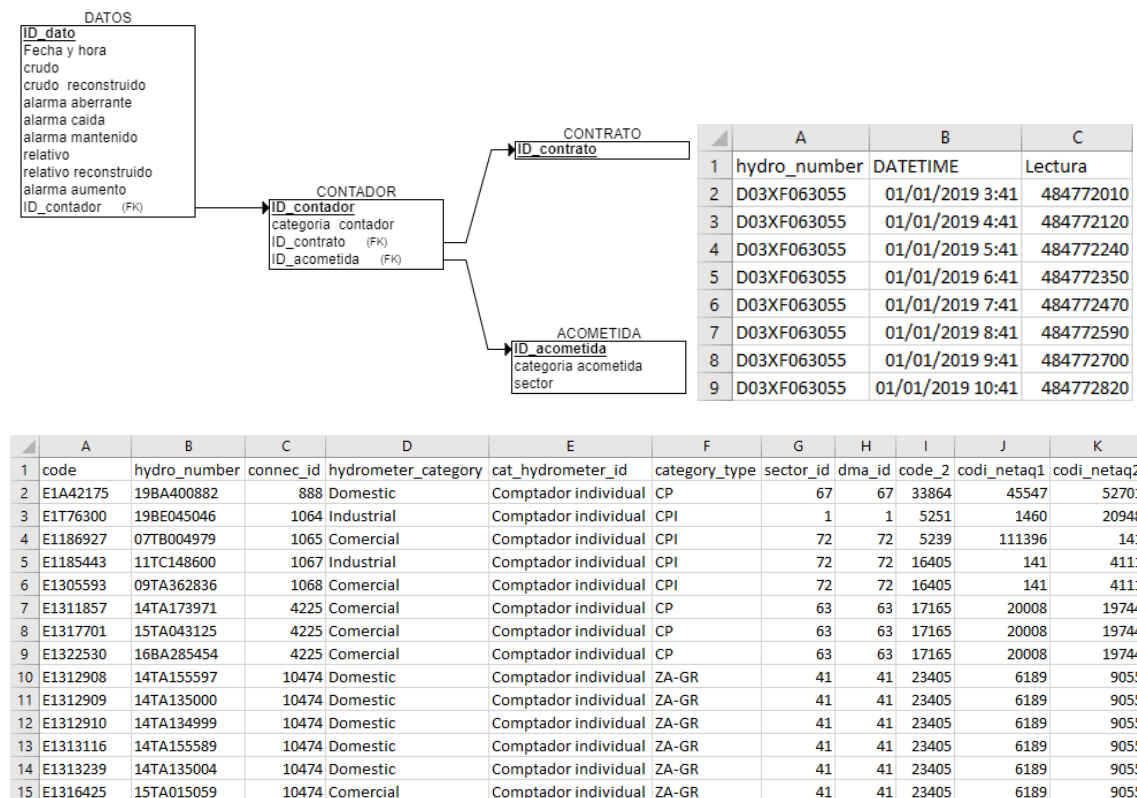 DATOS
ID_dato
Fecha y hora
crudo
crudo reconstruido
alarma aberrante
alarma caida
alarma mantenido
relativo
relativo reconstruido
alarma aumento
ID_contador (FK)
CONTADOR
ID_contador
categoria contador
ID_contrato (FK)
ID_acometida (FK)
CONTRATO
ID_contrato
ACOMETIDA
ID_acometida
categoria acometida
sector
A B C
1 hydro_number DATETIME Lectura
2 D03XF063055 01/01/2019 3:41 484772010
3 D03XF063055 01/01/2019 4:41 484772120
4 D03XF063055 01/01/2019 5:41 484772240
5 D03XF063055 01/01/2019 6:41 484772350
6 D03XF063055 01/01/2019 7:41 484772470
7 D03XF063055 01/01/2019 8:41 484772590
8 D03XF063055 01/01/2019 9:41 484772700
9 D03XF063055 01/01/2019 10:41 484772820
A B C D E F G H I J K
1 code hydro_number connec_id hydrometer_category cat_hydrometer_id category_type sector_id dma_id code_2 codi_netaq1 codi_netaq2
2 E1A42175 19BA400882 888 Domestic Comptador individual CP 67 67 33864 45547 52701
3 E1T76300 19BE045046 1064 Industrial Comptador individual CPI 1 1 5251 1460 20948
4 E1186927 07TB004979 1065 Comercial Comptador individual CPI 72 72 5239 111396 141
5 E1185443 11TC148600 1067 Industrial Comptador individual CPI 72 72 16405 141 4111
6 E1305593 09TA362836 1068 Comercial Comptador individual CPI 72 72 16405 141 4111
7 E1311857 14TA173971 4225 Comercial Comptador individual CP 63 63 17165 20008 19744
8 E1317701 15TA043125 4225 Comercial Comptador individual CP 63 63 17165 20008 19744
9 E1322530 16BA285454 4225 Comercial Comptador individual CP 63 63 17165 20008 19744
10 E1312908 14TA155597 10474 Domestic Comptador individual ZA-GR 41 41 23405 6189 9055
11 E1312909 14TA135000 10474 Domestic Comptador individual ZA-GR 41 41 23405 6189 9055
12 E1312910 14TA134999 10474 Domestic Comptador individual ZA-GR 41 41 23405 6189 9055
13 E1313116 14TA155589 10474 Domestic Comptador individual ZA-GR 41 41 23405 6189 9055
14 E1313239 14TA135004 10474 Domestic Comptador individual ZA-GR 41 41 23405 6189 9055
15 E1316425 15TA015059 10474 Comercial Comptador individual ZA-GR 41 41 23405 6189 9055